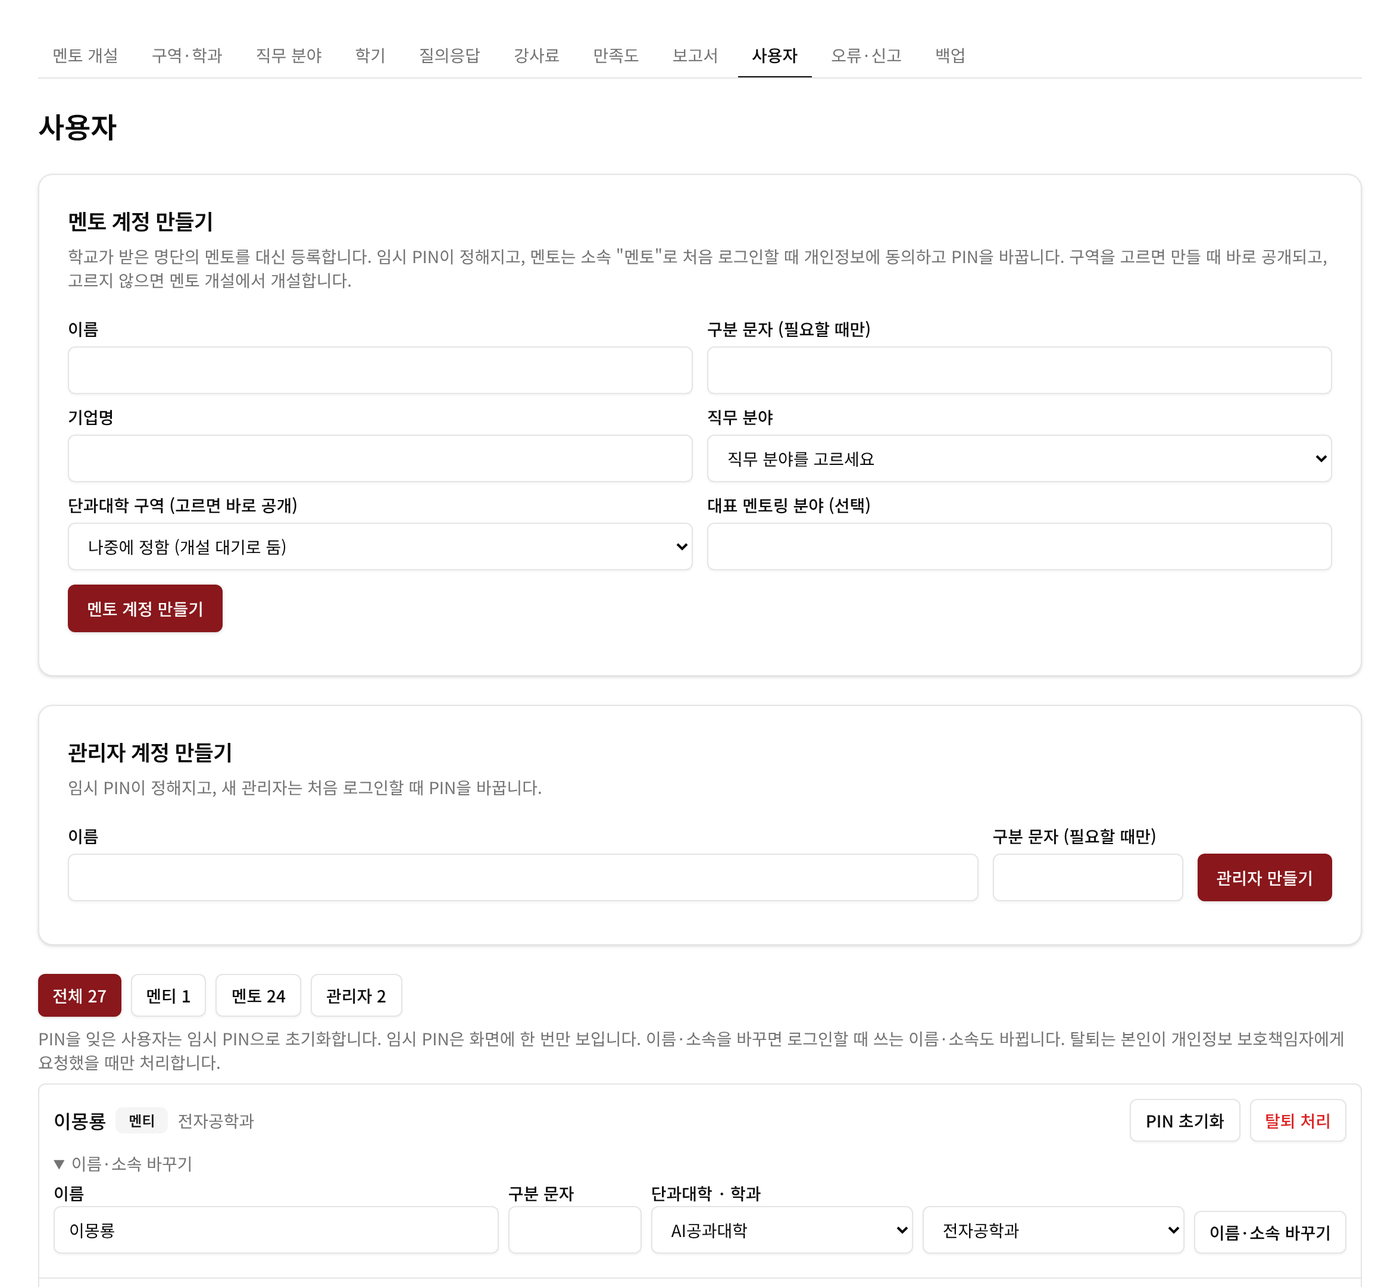 멘토 개설 구역·학과 직무 분야 학기 질의응답 강사료 만족도 보고서 사용자 오류·신고 백업
사용자
멘토 계정 만들기
학교가 받은 명단의 멘토를 대신 등록합니다. 임시 PIN이 정해지고, 멘토는 소속 "멘토"로 처음 로그인할 때 개인정보에 동의하고 PIN을 바꿉니다. 구역을 고르면 만들 때 바로 공개되고,
고르지 않으면 멘토 개설에서 개설합니다.
이름 구분 문자 (필요할 때만)
기업명 직무 분야
직무 분야를 고르세요
단과대학 구역 (고르면 바로 공개) 대표 멘토링 분야 (선택)
나중에 정함 (개설 대기로 둠)
멘토 계정 만들기
관리자 계정 만들기
임시 PIN이 정해지고, 새 관리자는 처음 로그인할 때 PIN을 바꿉니다.
이름 구분 문자 (필요할 때만)
관리자 만들기
전체 27 멘티 1 멘토 24 관리자 2
PIN을 잊은 사용자는 임시 PIN으로 초기화합니다. 임시 PIN은 화면에 한 번만 보입니다. 이름·소속을 바꾸면 로그인할 때 쓰는 이름·소속도 바뀝니다. 탈퇴는 본인이 개인정보 보호책임자에게
요청했을 때만 처리합니다.
이몽룡 멘티 전자공학과 PIN 초기화 탈퇴 처리
▼ 이름·소속 바꾸기
이름 구분 문자 단과대학 · 학과
이몽룡 AI공과대학 전자공학과 이름·소속 바꾸기